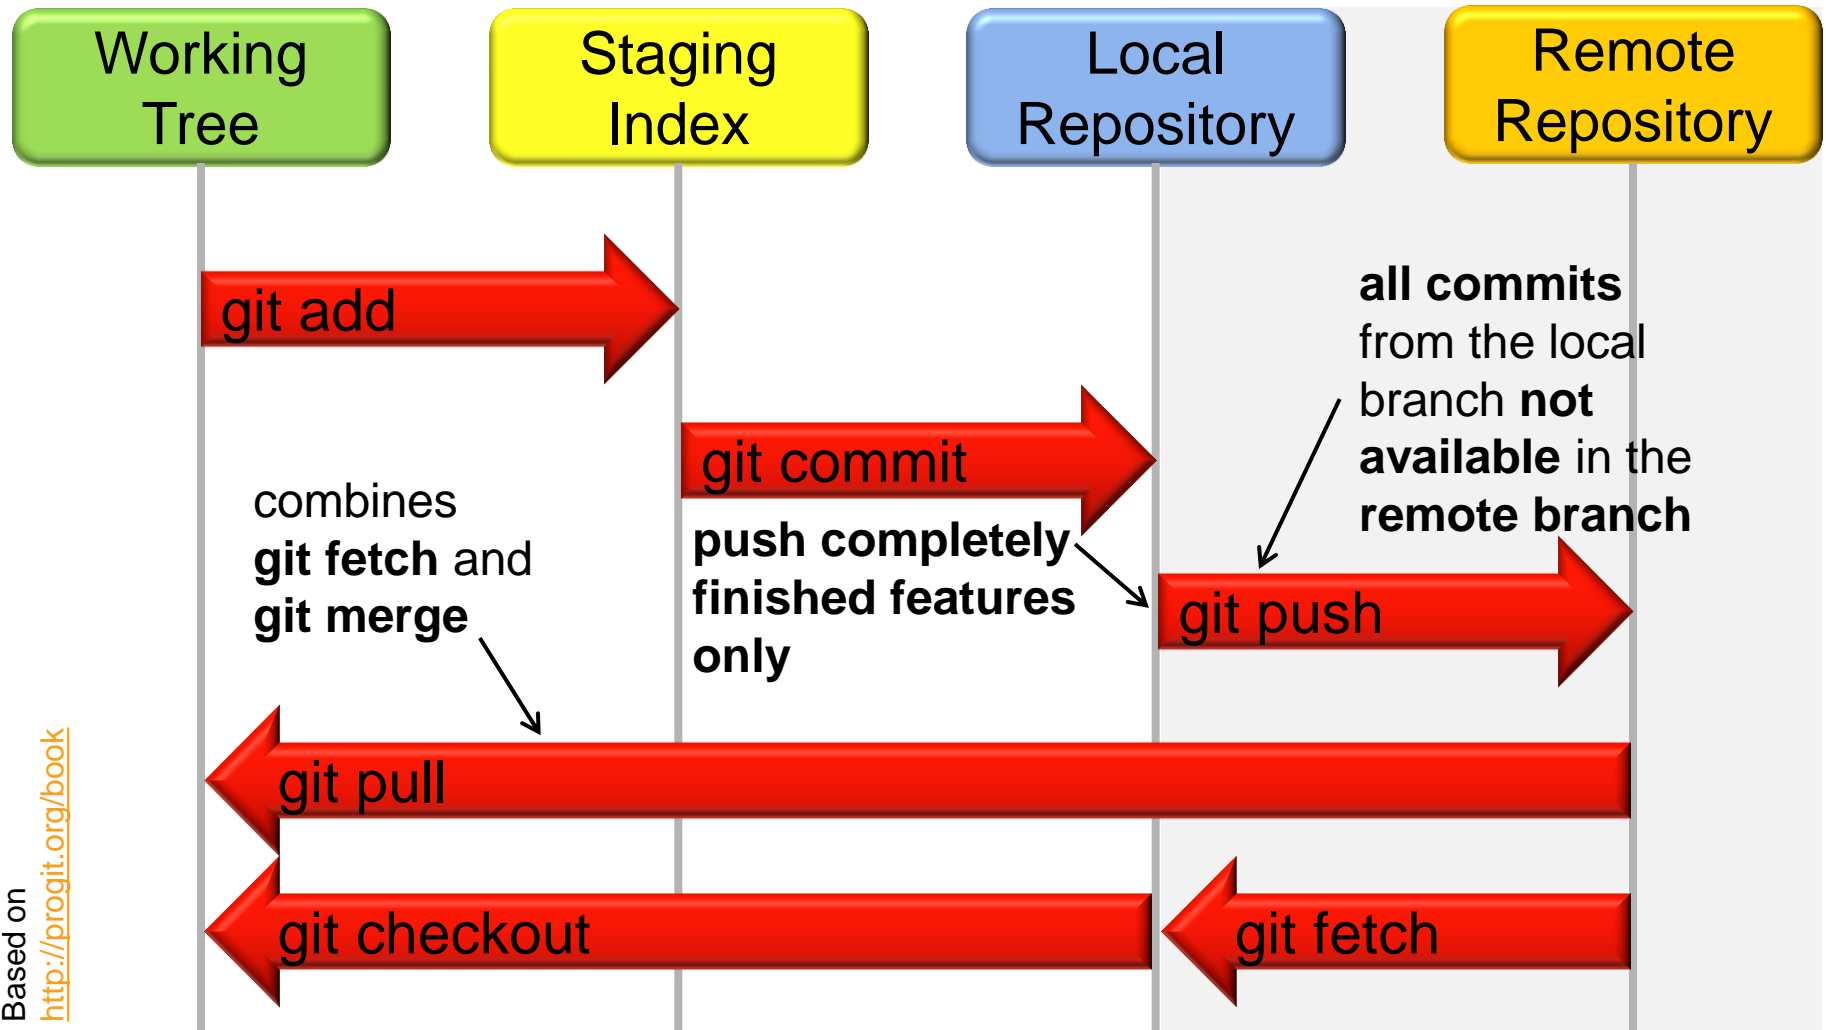 Working
Tree
Staging
Index
Local
Repository
Remote
Repository
git add
all commits
from the local
branch not
available in the
remote branch
git commit
combines
git fetch and
git merge
push completely
finished features
only
git push
git pull
git checkout
git fetch
Based on
http://progit.org/book